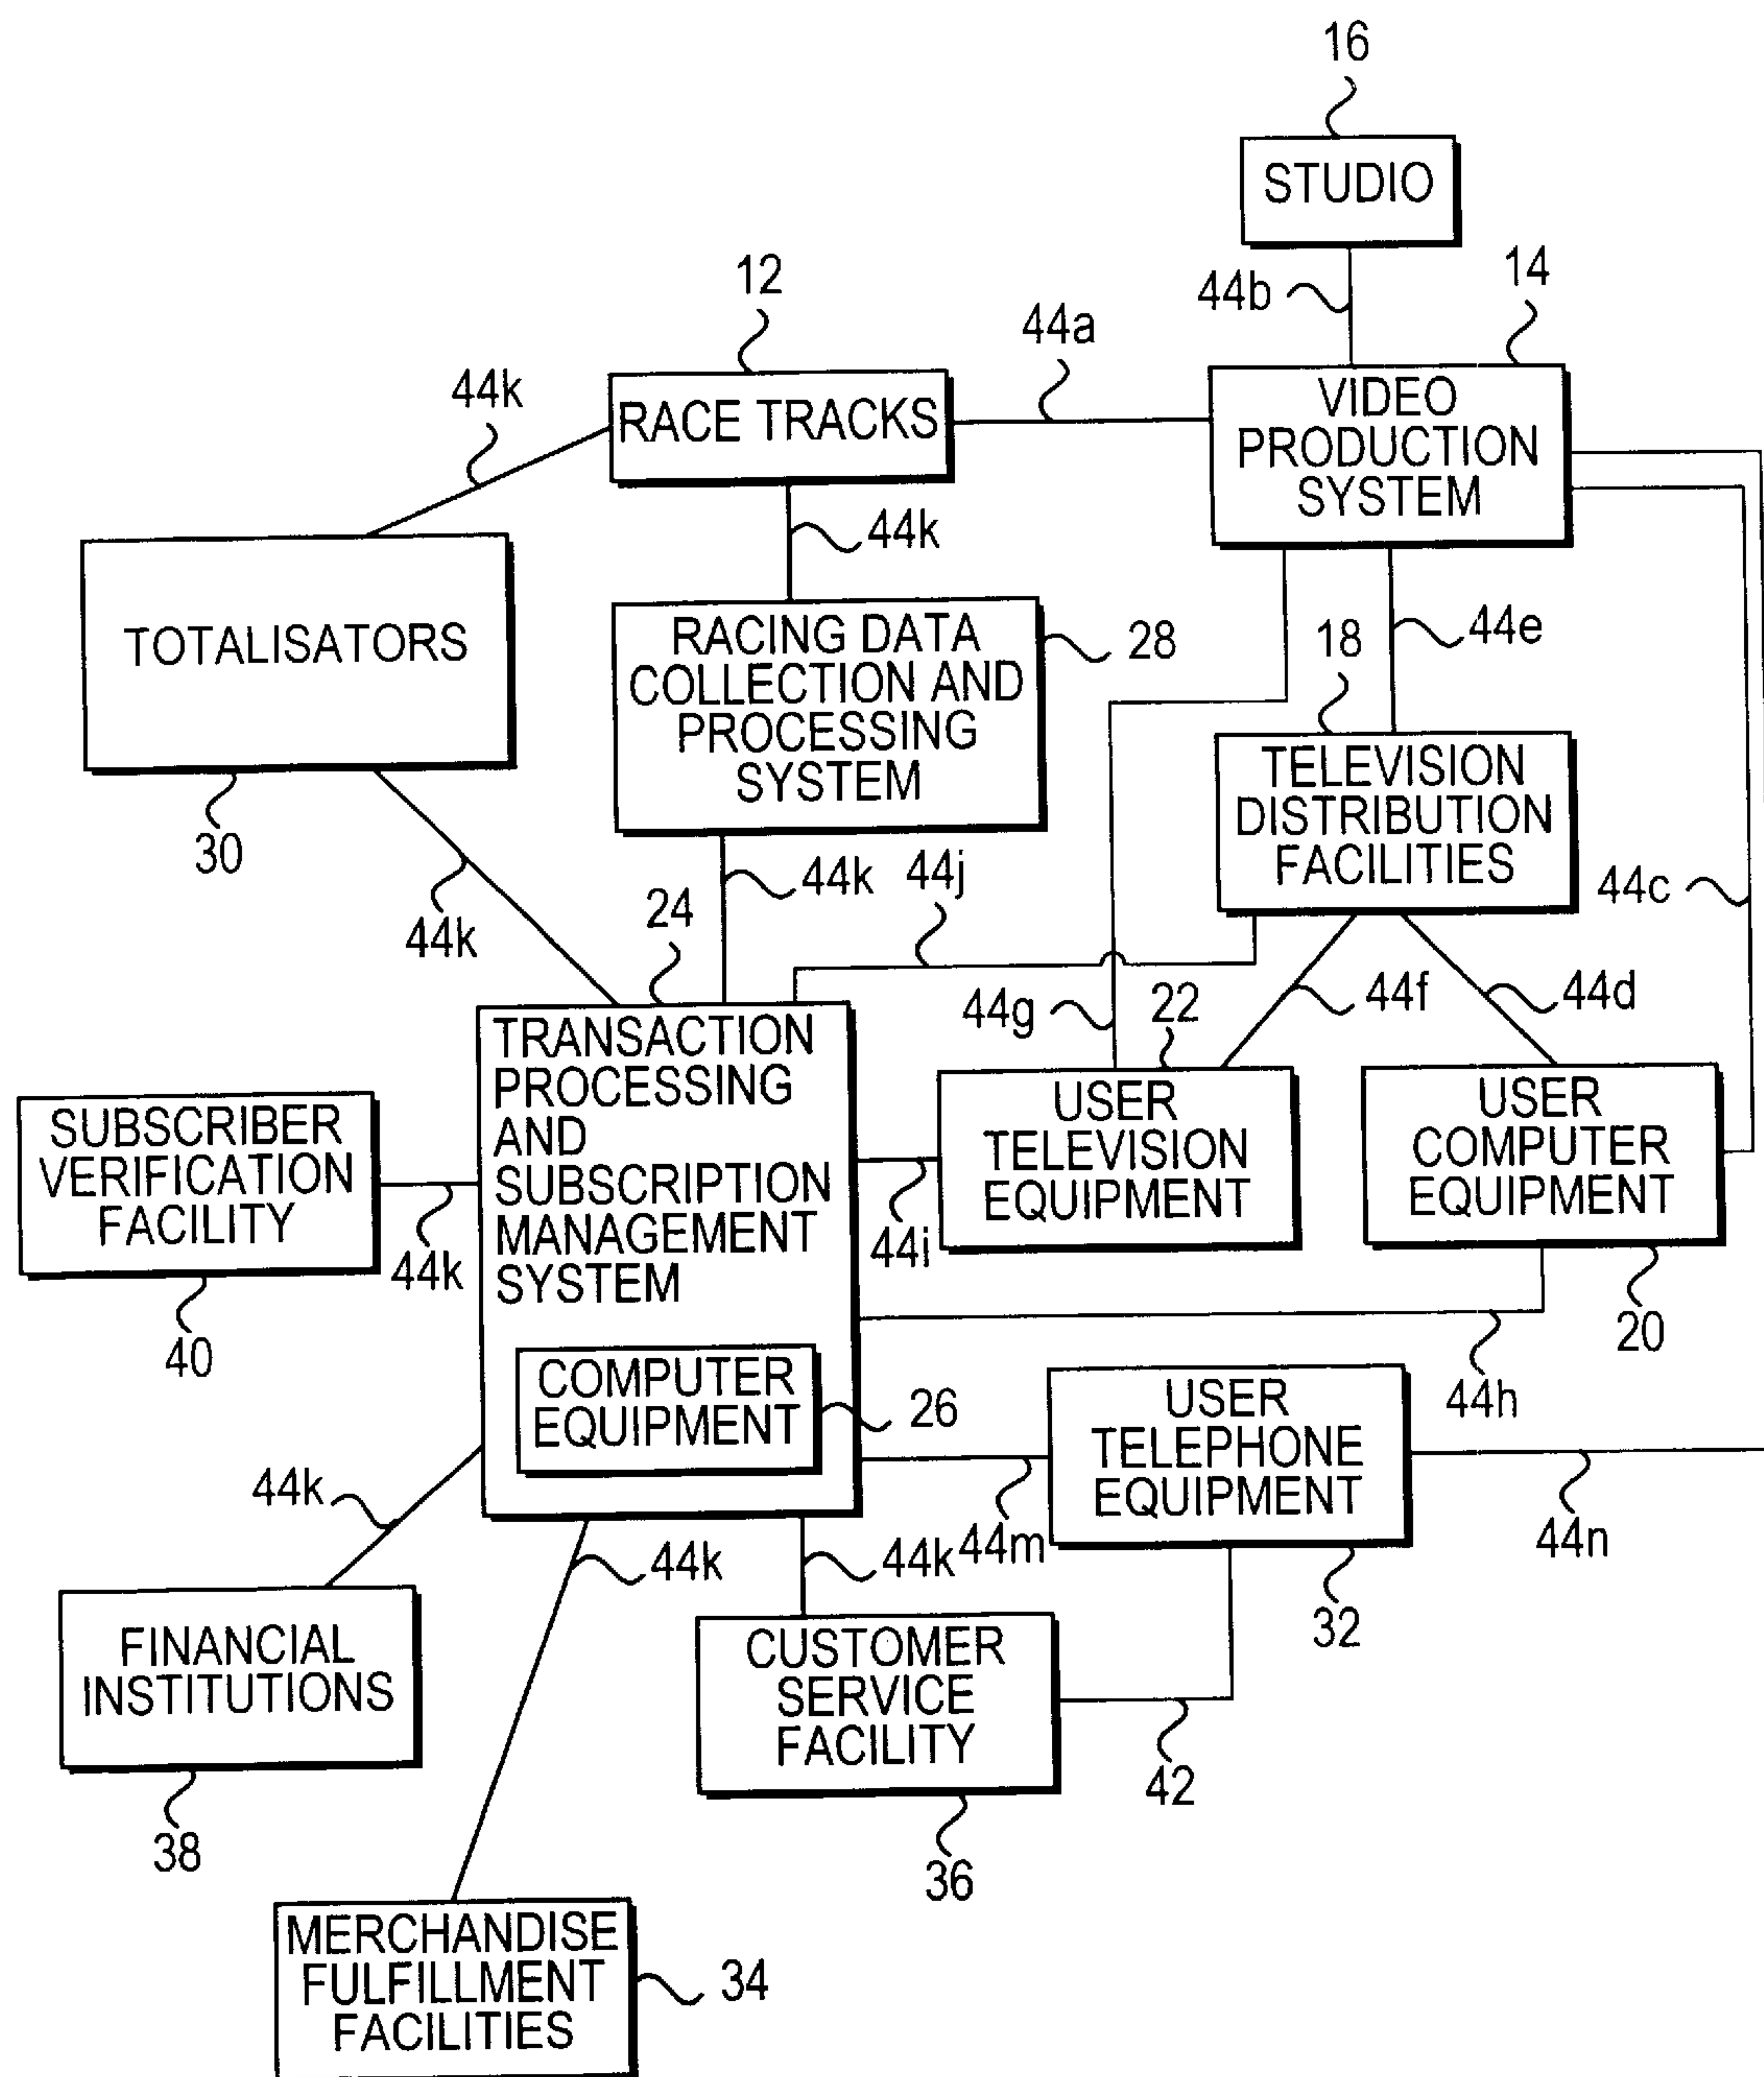 16
STUDIO
12
44b
14
44a
44k
RACE TRACKS
VIDEO
PRODUCTION
SYSTEM
44k
TOTALISATORS
RACING DATA
COLLECTION AND
PROCESSING
SYSTEM
28
18
44e
30
TELEVISION
DISTRIBUTION
FACILITIES
44k
24
44k
44j
44c
44g
22
44f
44d
TRANSACTION
PROCESSING
AND
SUBSCRIPTION
MANAGEMENT
SYSTEM
SUBSCRIBER
VERIFICATION
FACILITY
40
44k
44i
USER
TELEVISION
EQUIPMENT
USER
COMPUTER
EQUIPMENT
20
44h
COMPUTER
EQUIPMENT
26
USER
TELEPHONE
EQUIPMENT
44k
44k
44k
44m
44n
32
FINANCIAL
INSTITUTIONS
38
CUSTOMER
SERVICE
FACILITY
42
36
MERCHANDISE
FULFILLMENT
FACILITIES
34